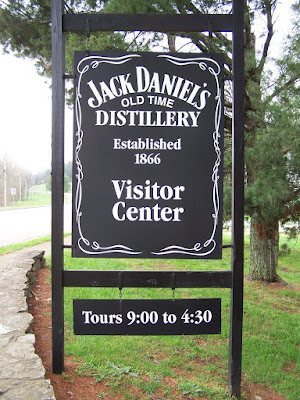 JACK DANIEL'S
OLD TIME
DISTILLERY
Established
1866
Visitor
Center
Tours 9:00 to 4:30